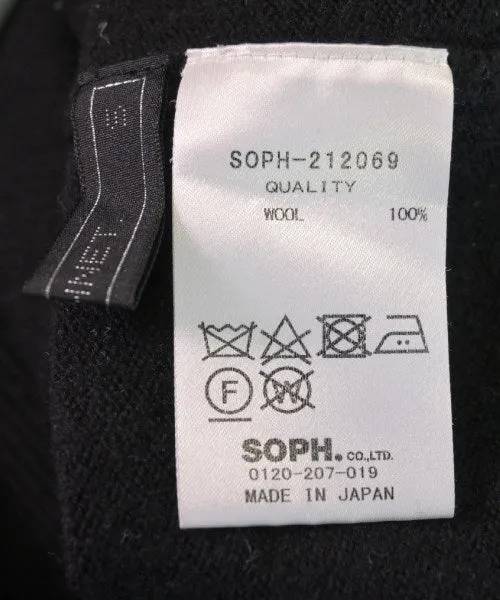 SOPH-212069
QUALITY
WOOL 100%
F W
SOPH. CO.,LTD.
0120-207-019
MADE IN JAPAN